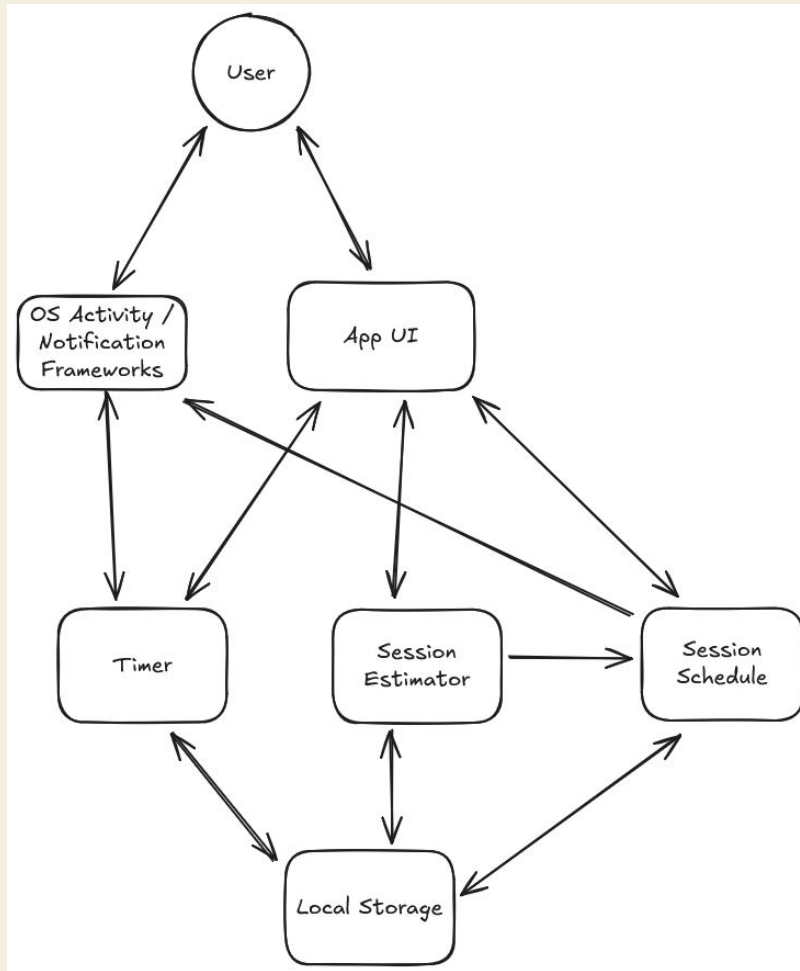 User
OS Activity /
Notification
Frameworks
App UI
Timer
Session
Estimator
Session
Schedule
Local Storage